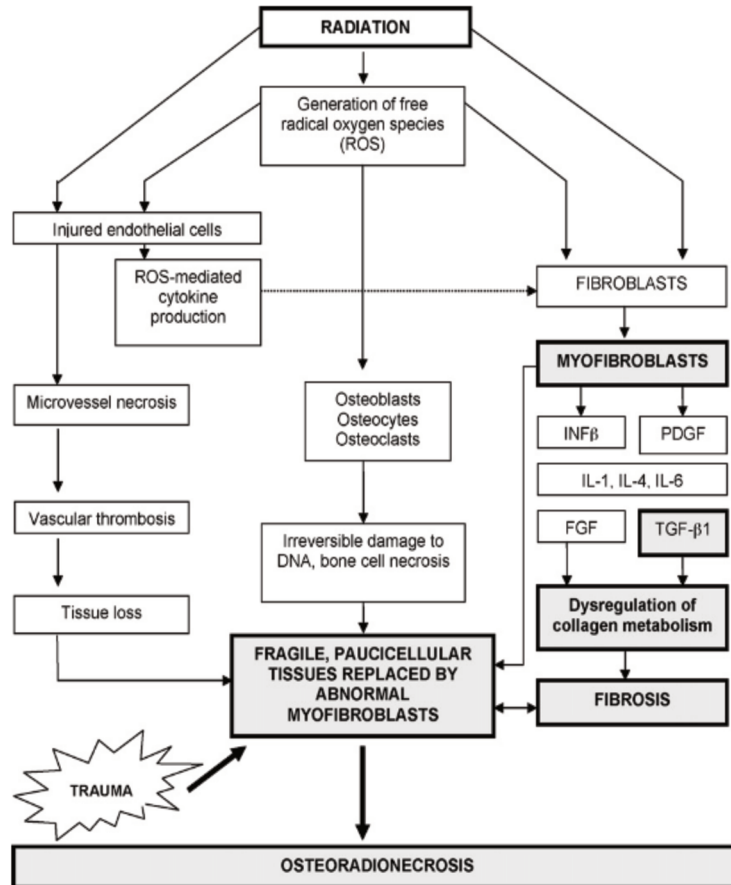 RADIATION
Generation of free
radical oxygen species
(ROS)
Injured endothelial cells
ROS-mediated
cytokine
production
FIBROBLASTS
MYOFIBROBLASTS
Microvessel necrosis
Osteoblasts
Osteocytes
Osteoclasts
INFβ
PDGF
IL-1, IL-4, IL-6
Vascular thrombosis
FGF
TGF-β1
Irreversible damage to
DNA, bone cell necrosis
Tissue loss
Dysregulation of
collagen metabolism
FRAGILE, PAUCICELLULAR
TISSUES REPLACED BY
ABNORMAL
MYOFIBROBLASTS
FIBROSIS
TRAUMA
OSTEORADIONECROSIS